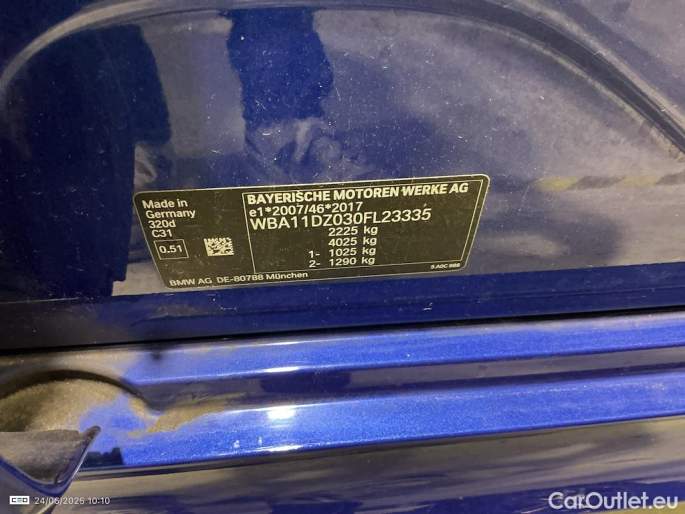 Made in
Germany
320d
C31
0.51
BAYERISCHE MOTOREN WERKE AG
e1*2007/46*2017
WBA11DZ030FL23335
2225 kg
4025 kg
1- 1025 kg
2- 1290 kg
BMW AG DE-80788 München
CEO 24/06/2025 10:10
CarOutlet.eu